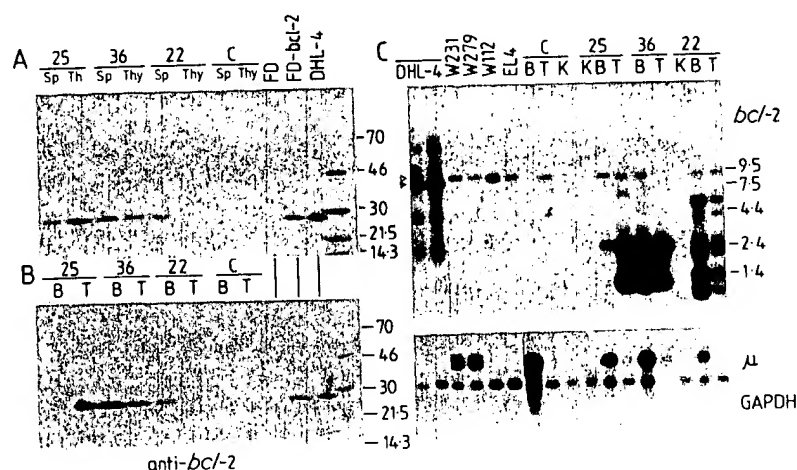 A
25 36 22 C
Sp Th Sp Thy Sp Thy Sp Thy FD FD-bcl-2 DHL-4
70
46
30
21·5
14·3
B
25 36 22 C
B T B T B T B T
70
46
30
21·5
14·3
anti-bcl-2
C
DHL-4 W231 W279 W112 EL4 C 25 36 22
B T K K B T B T K B T
bcl-2
9·5
7·5
4·4
2·4
1·4
μ
GAPDH